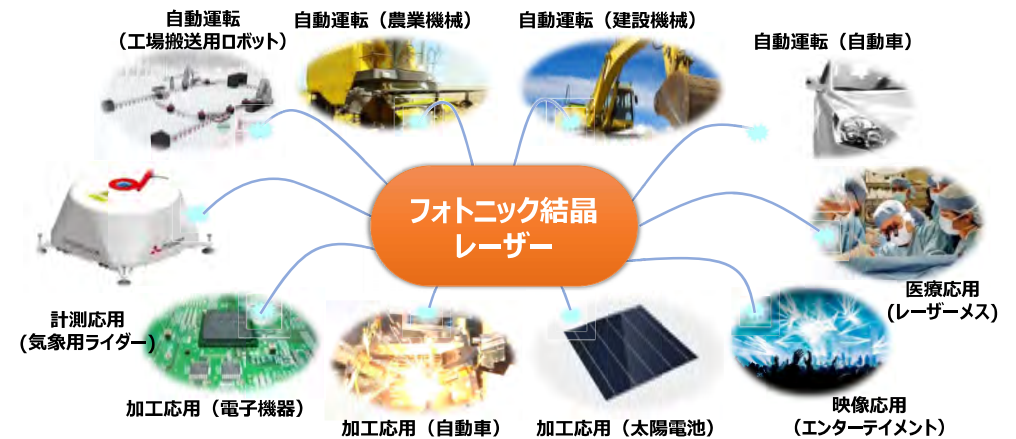 自動運転
（工場搬送用ロボット）
自動運転（農業機械）
自動運転（建設機械）
自動運転（自動車）
フォトニック結晶
レーザー
計測応用
(気象用ライダー)
医療応用
(レーザーメス)
加工応用（電子機器）
加工応用（自動車）
加工応用（太陽電池）
映像応用
（エンターテイメント）